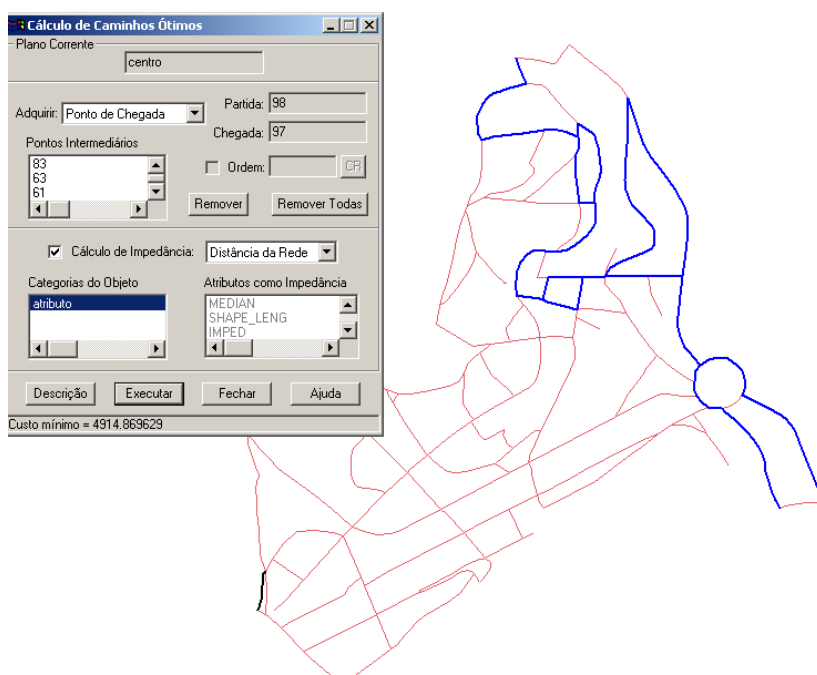 Cálculo de Caminhos Ótimos
Plano Corrente
centro
Adquirir: Ponto de Chegada
Partida: 98
Chegada: 97
Pontos Intermediários
83
63
61
Ordem: CR
Remover Remover Todas
Cálculo de Impedância: Distância da Rede
Categorias do Objeto
atributo
Atributos como Impedância
MEDIAN
SHAPE_LENG
IMPED
Descrição Executar Fechar Ajuda
Custo mínimo = 4914.869629